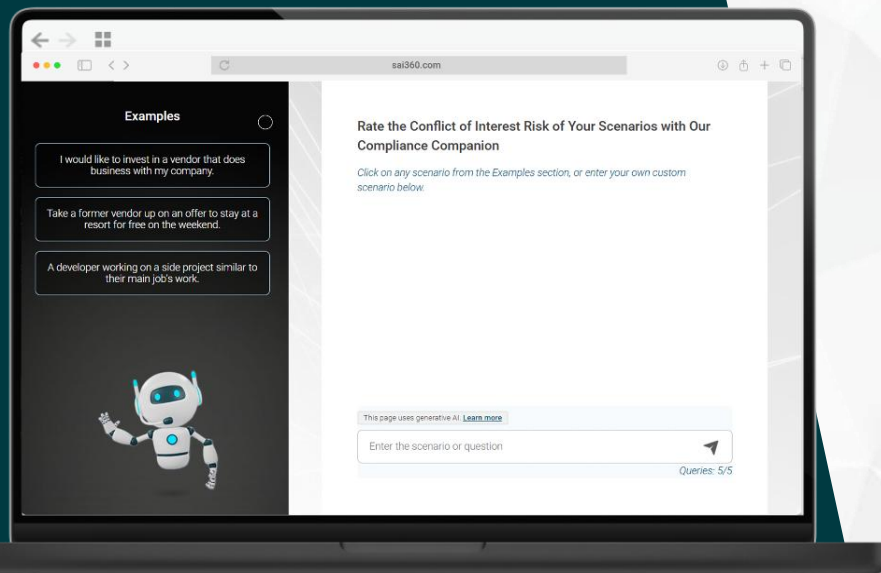 sai360.com
Examples
I would like to invest in a vendor that does
business with my company.
Take a former vendor up on an offer to stay at a
resort for free on the weekend.
A developer working on a side project similar to
their main job's work.
Rate the Conflict of Interest Risk of Your Scenarios with Our
Compliance Companion
Click on any scenario from the Examples section, or enter your own custom
scenario below.
This page uses generative AI. Learn more
Enter the scenario or question
Queries: 5/5